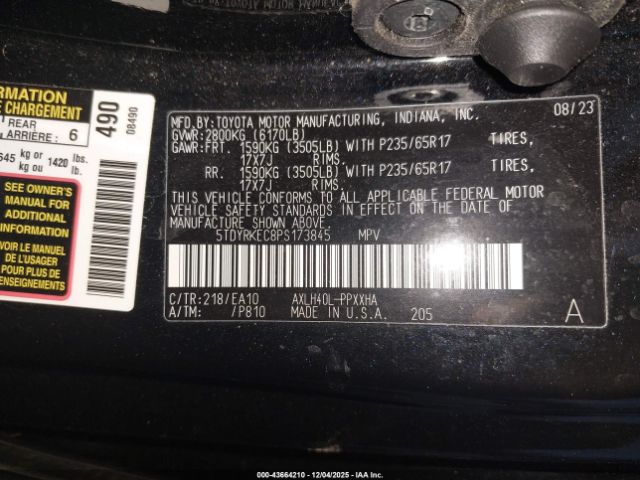 RMATION
E CHARGEMENT
REAR
ARRIÈRE : 6
490
08490
645 kg or 1420 lbs.
kg ou lb.
SEE OWNER'S
MANUAL FOR
ADDITIONAL
INFORMATION
VOIR LE MANUEL
DE L'USAGER
POUR PLUS DE
RENSEIGNEMENTS
MFD.BY:TOYOTA MOTOR MANUFACTURING, INDIANA, INC. 08/23
GVWR:2800KG (6170LB)
GAWR:FRT. 1590KG (3505LB) WITH P235/65R17 TIRES,
17X7J RIMS.
RR. 1590KG (3505LB) WITH P235/65R17 TIRES,
17X7J RIMS.
THIS VEHICLE CONFORMS TO ALL APPLICABLE FEDERAL MOTOR
VEHICLE SAFETY STANDARDS IN EFFECT ON THE DATE OF
MANUFACTURE SHOWN ABOVE.
5TDYRKEC8PS173845 MPV
C/TR:218/EA10 AXLH40L-PPXXHA
A/TM: /P810 MADE IN U.S.A. 205 A
000-43664210 - 12/04/2025 - IAA Inc.